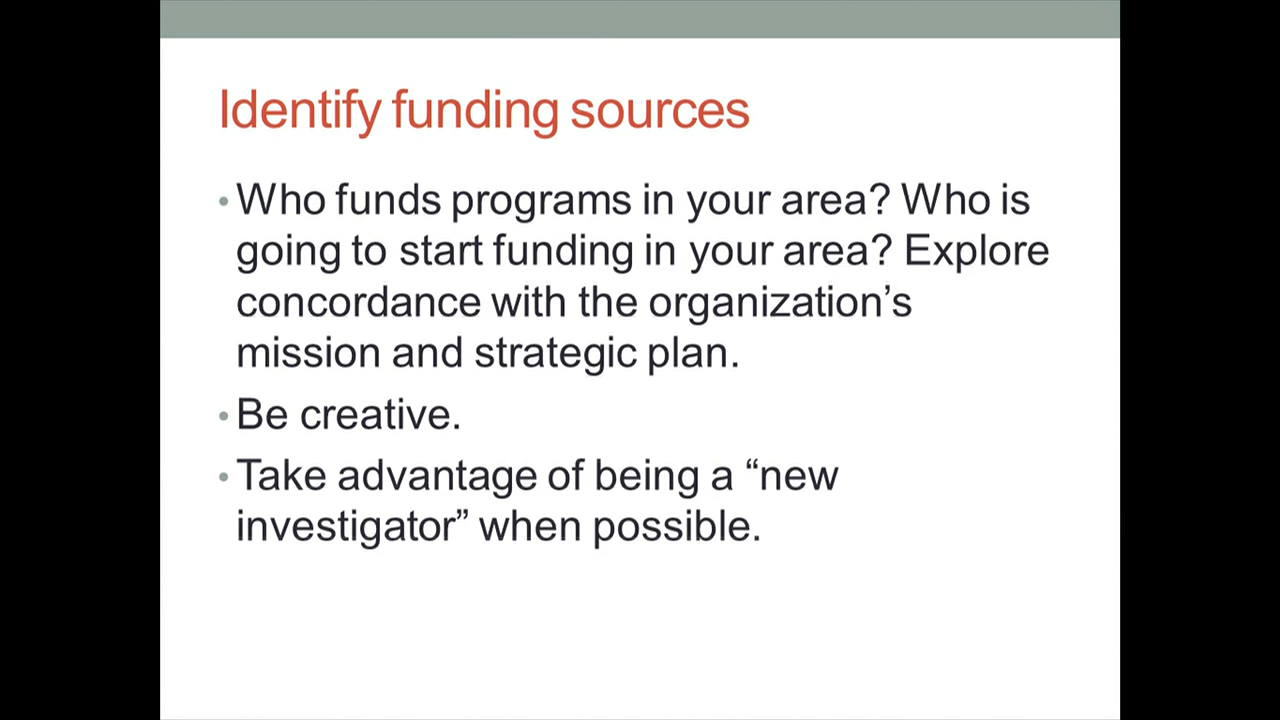 Identify funding sources
• Who funds programs in your area? Who is
going to start funding in your area? Explore
concordance with the organization’s
mission and strategic plan.
• Be creative.
• Take advantage of being a “new
investigator” when possible.